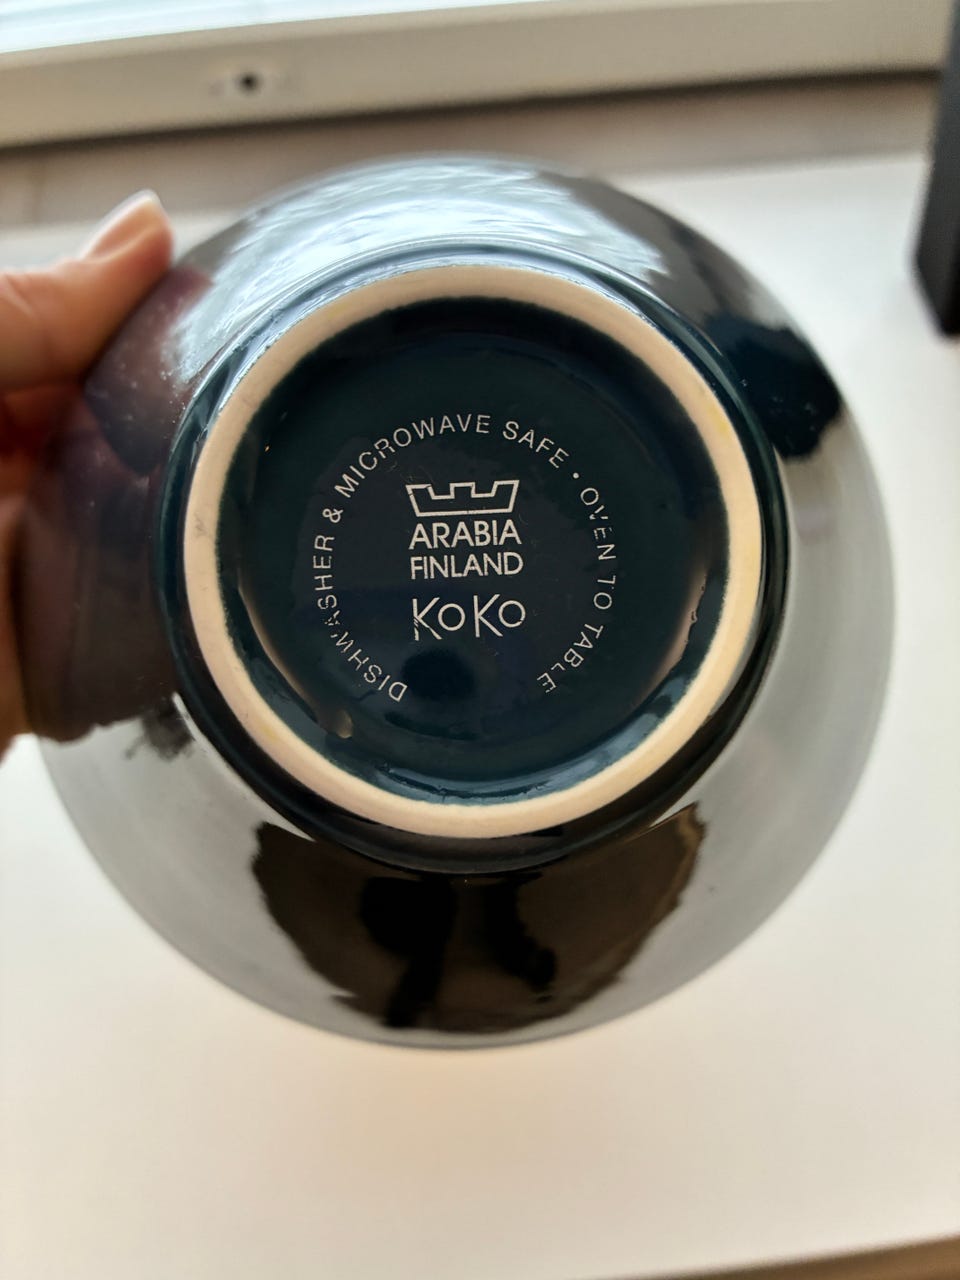 DISHWASHER & MICROWAVE SAFE • OVEN TO TABLE
ARABIA
FINLAND
KoKo